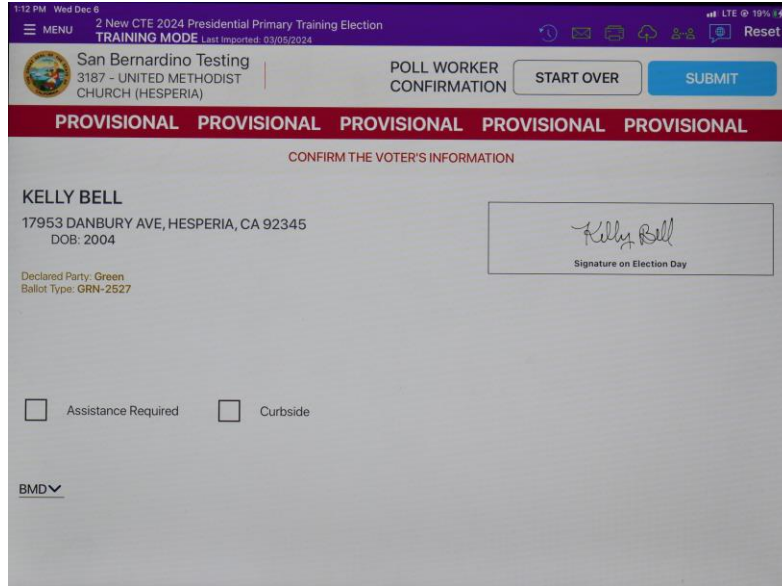 1:12 PM Wed Dec 6
LTE 19%
MENU
2 New CTE 2024 Presidential Primary Training Election
TRAINING MODE Last Imported: 03/05/2024
Reset
San Bernardino Testing
3187 - UNITED METHODIST
CHURCH (HESPERIA)
POLL WORKER
CONFIRMATION
START OVER
SUBMIT
PROVISIONAL PROVISIONAL PROVISIONAL PROVISIONAL PROVISIONAL
CONFIRM THE VOTER'S INFORMATION
KELLY BELL
17953 DANBURY AVE, HESPERIA, CA 92345
DOB: 2004
Kelly Bell
Signature on Election Day
Declared Party: Green
Ballot Type: GRN-2527
Assistance Required
Curbside
BMD